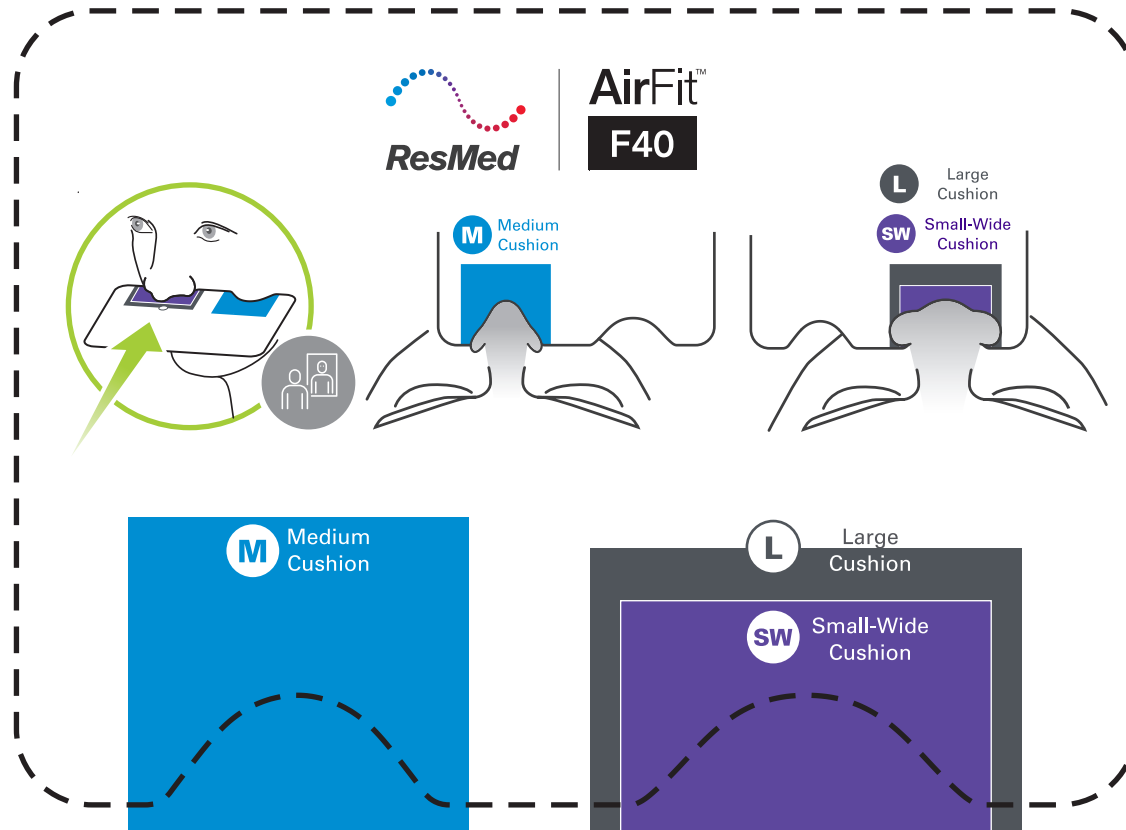 ResMed
AirFit™
F40
L
Large
Cushion
M
Medium
Cushion
SW
Small-Wide
Cushion
M
Medium
Cushion
L
Large
Cushion
SW
Small-Wide
Cushion